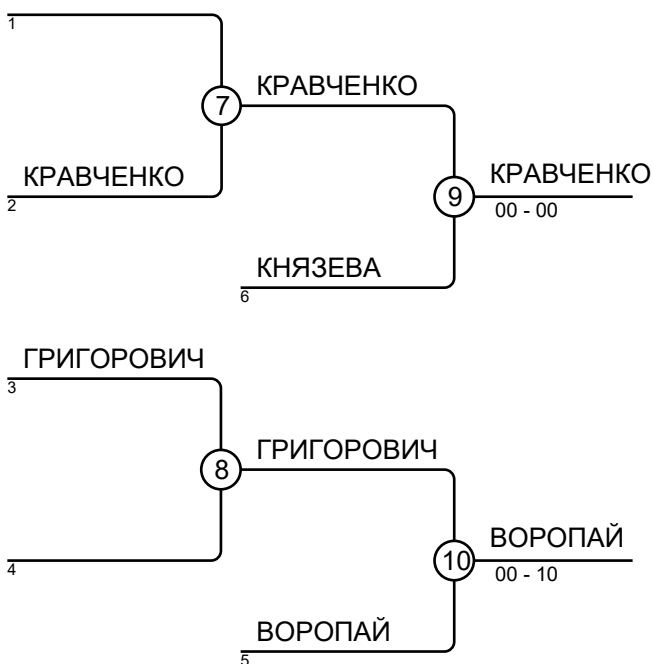 1
КРАВЧЕНКО
7
КРАВЧЕНКО
2
КРАВЧЕНКО
9
00 - 00
КНЯЗЕВА
6
ГРИГОРОВИЧ
3
ГРИГОРОВИЧ
8
ВОРОПАЙ
10
4
00 - 10
ВОРОПАЙ
5